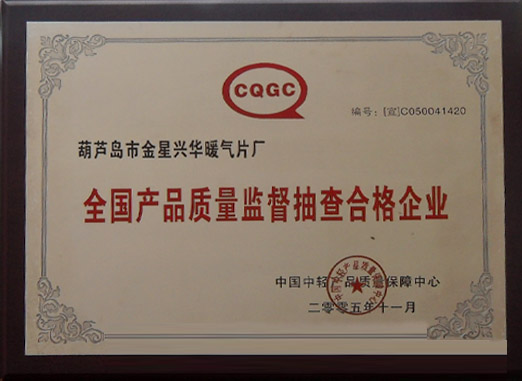 CQGC
编号:[宣]C050041420
葫芦岛市金星兴华暖气片厂
全国产品质量监督抽查合格企业
中国中轻产品质量保障中心
二零零五年十一月